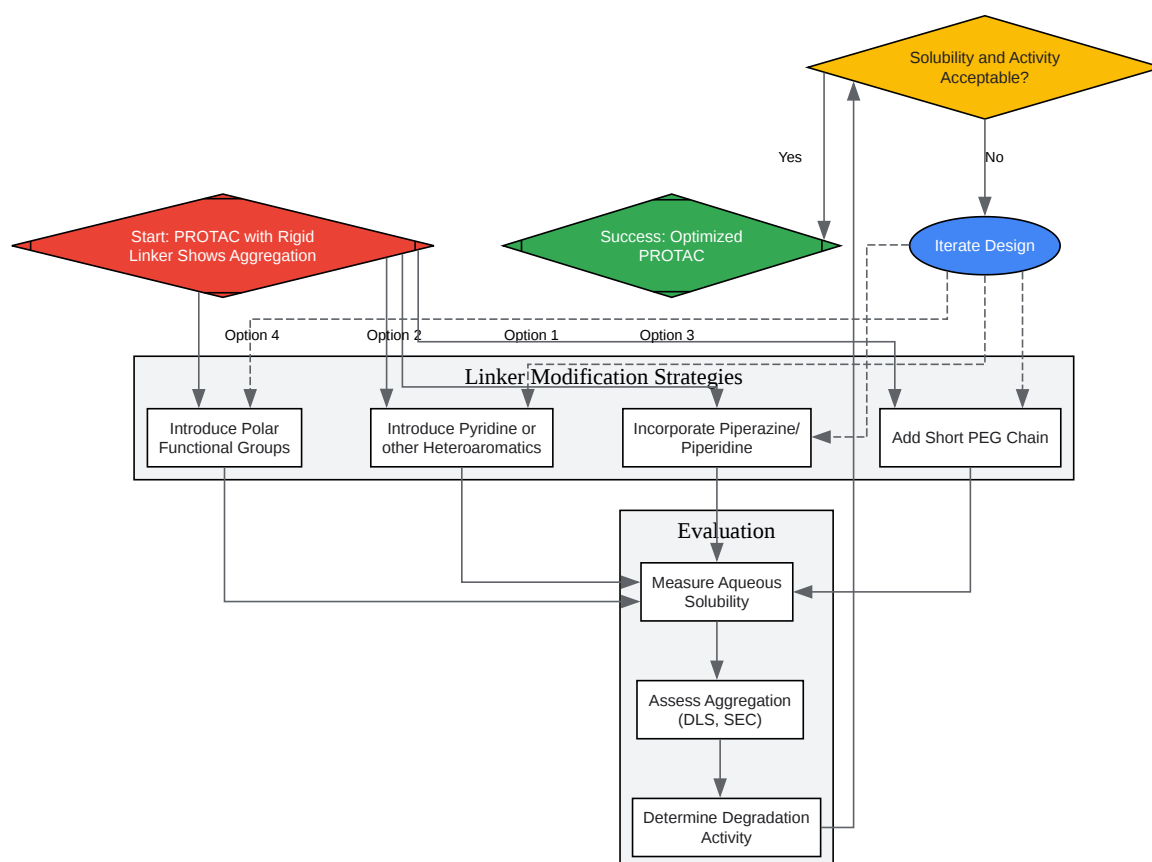 Solubility and Activity
Acceptable?
Yes
No
Start: PROTAC with Rigid
Linker Shows Aggregation
Success: Optimized
PROTAC
Iterate Design
Option 4
Option 2
Option 1
Option 3
Linker Modification Strategies
Introduce Polar
Functional Groups
Introduce Pyridine or
other Heteroaromatics
Incorporate Piperazine/
Piperidine
Add Short PEG Chain
Evaluation
Measure Aqueous
Solubility
Assess Aggregation
(DLS, SEC)
Determine Degradation
Activity